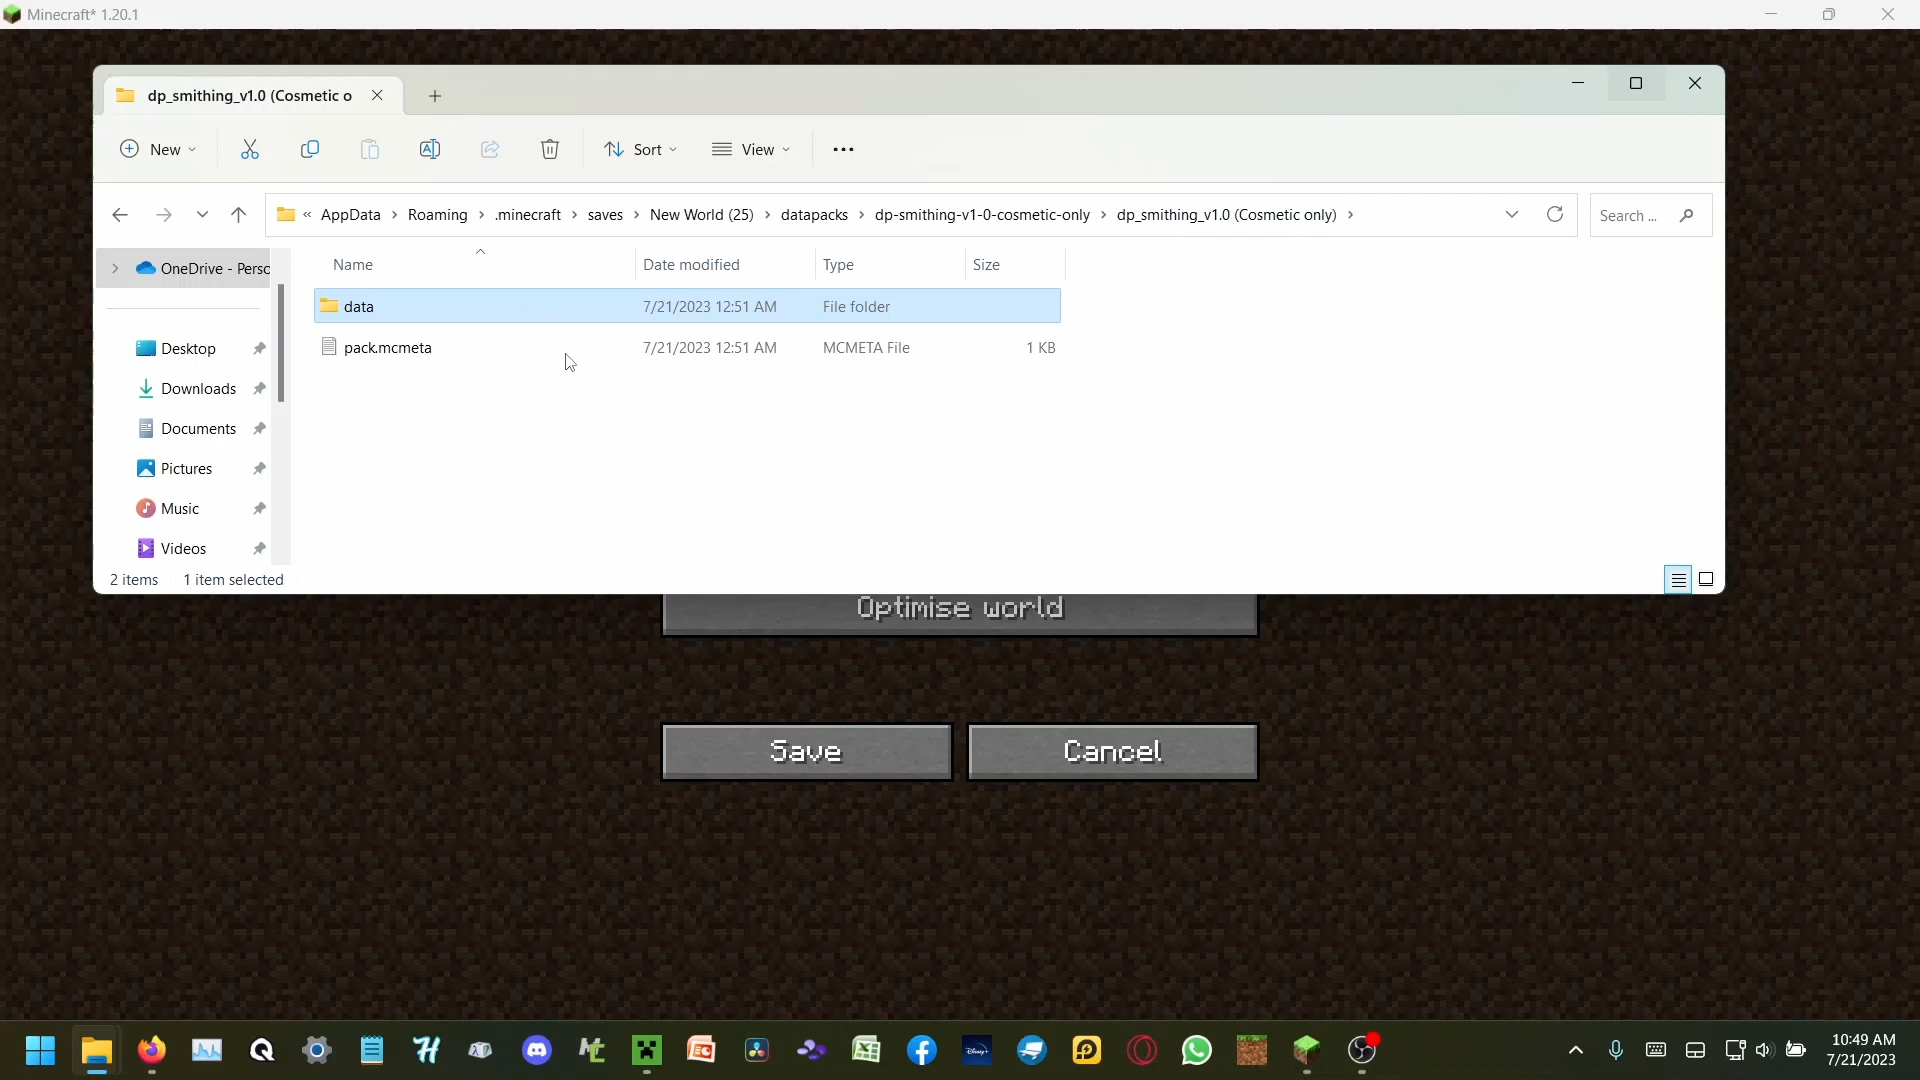 Minecraft* 1.20.1
dp_smithing_v1.0 (Cosmetic o
New
Sort
View
« AppData > Roaming > .minecraft > saves > New World (25) > datapacks > dp-smithing-v1-0-cosmetic-only > dp_smithing_v1.0 (Cosmetic only) >
Search ...
OneDrive - Perso
Name Date modified Type Size
data 7/21/2023 12:51 AM File folder
pack.mcmeta 7/21/2023 12:51 AM MCMETA File 1 KB
Desktop
Downloads
Documents
Pictures
Music
Videos
2 items 1 item selected
Optimise world
Save Cancel
Disney+
10:49 AM
7/21/2023